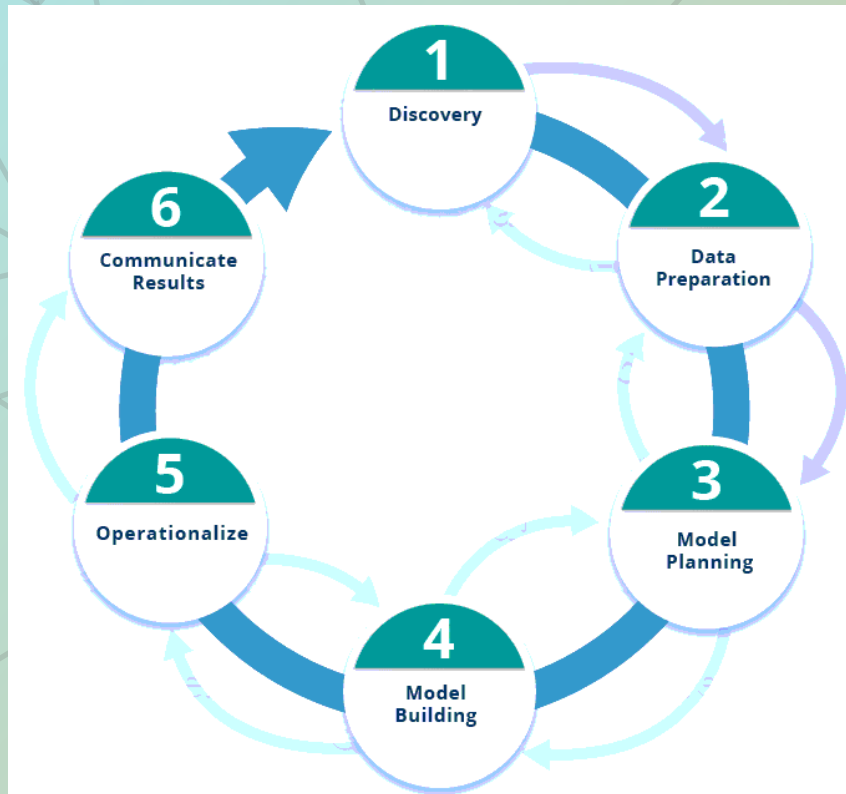 1
Discovery
2
Data
Preparation
3
Model
Planning
4
Model
Building
5
Operationalize
6
Communicate
Results